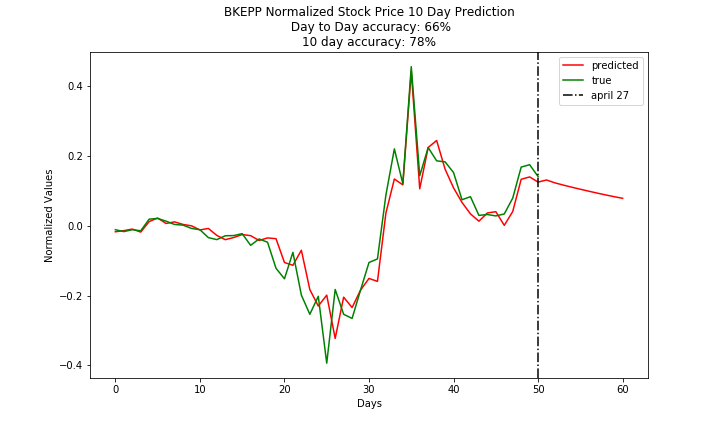 BKEPP Normalized Stock Price 10 Day Prediction
Day to Day accuracy: 66%
10 day accuracy: 78%
predicted
true
april 27
Normalized Values
0.4
0.2
0.0
−0.2
−0.4
0
10
20
30
40
50
60
Days